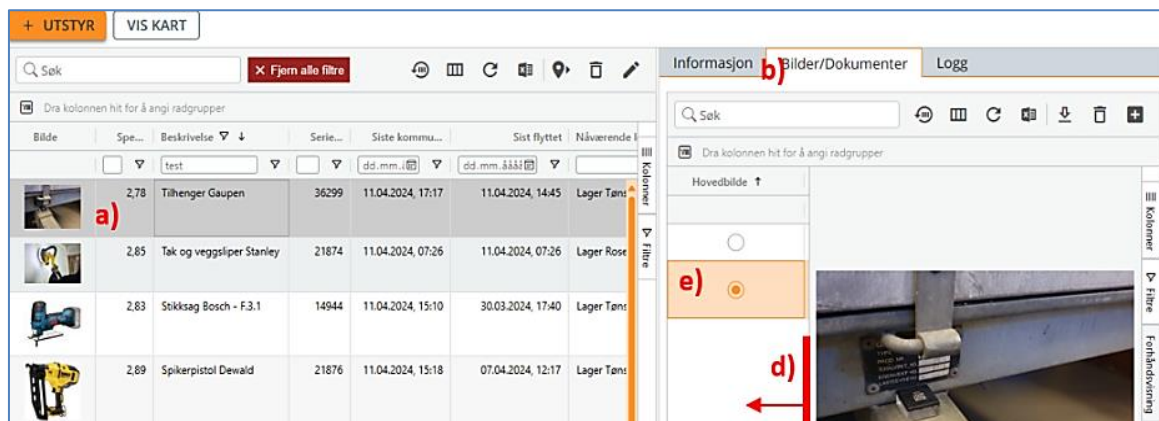 + UTSTYR VIS KART
Søk × Fjern alle filtre
Dra kolonnen hit for å angi radgrupper
Bilde Spe... Beskrivelse ↓ Serie... Siste kommu... Sist flyttet Nåværende l
test dd.mm.å dd.mm.åååå
2,78 Tilhenger Gaupen 36299 11.04.2024, 17:17 11.04.2024, 14:45 Lager Tøns
a)
2,85 Tak og veggsliper Stanley 21874 11.04.2024, 07:26 11.04.2024, 07:26 Lager Rose
2,83 Stikksag Bosch - F.3.1 14944 11.04.2024, 15:10 30.03.2024, 17:40 Lager Tøns
2,89 Spikerpistol Dewald 21876 11.04.2024, 15:18 07.04.2024, 12:17 Lager Tøns
Kolonner
Filtre
Informasjon b) Bilder/Dokumenter Logg
Søk
Dra kolonnen hit for å angi radgrupper
Hovedbilde ↑
e)
d)
Kolonner
Filtre
Forhåndsvisning